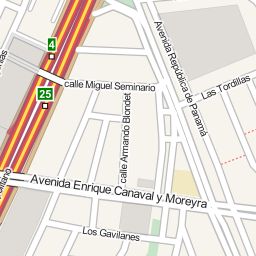 4
calle Miguel Seminario
25
Avenida República de Panamá
Las Tordillas
calle Armando Blondet
Avenida Enrique Canaval y Moreyra
Los Gavilanes